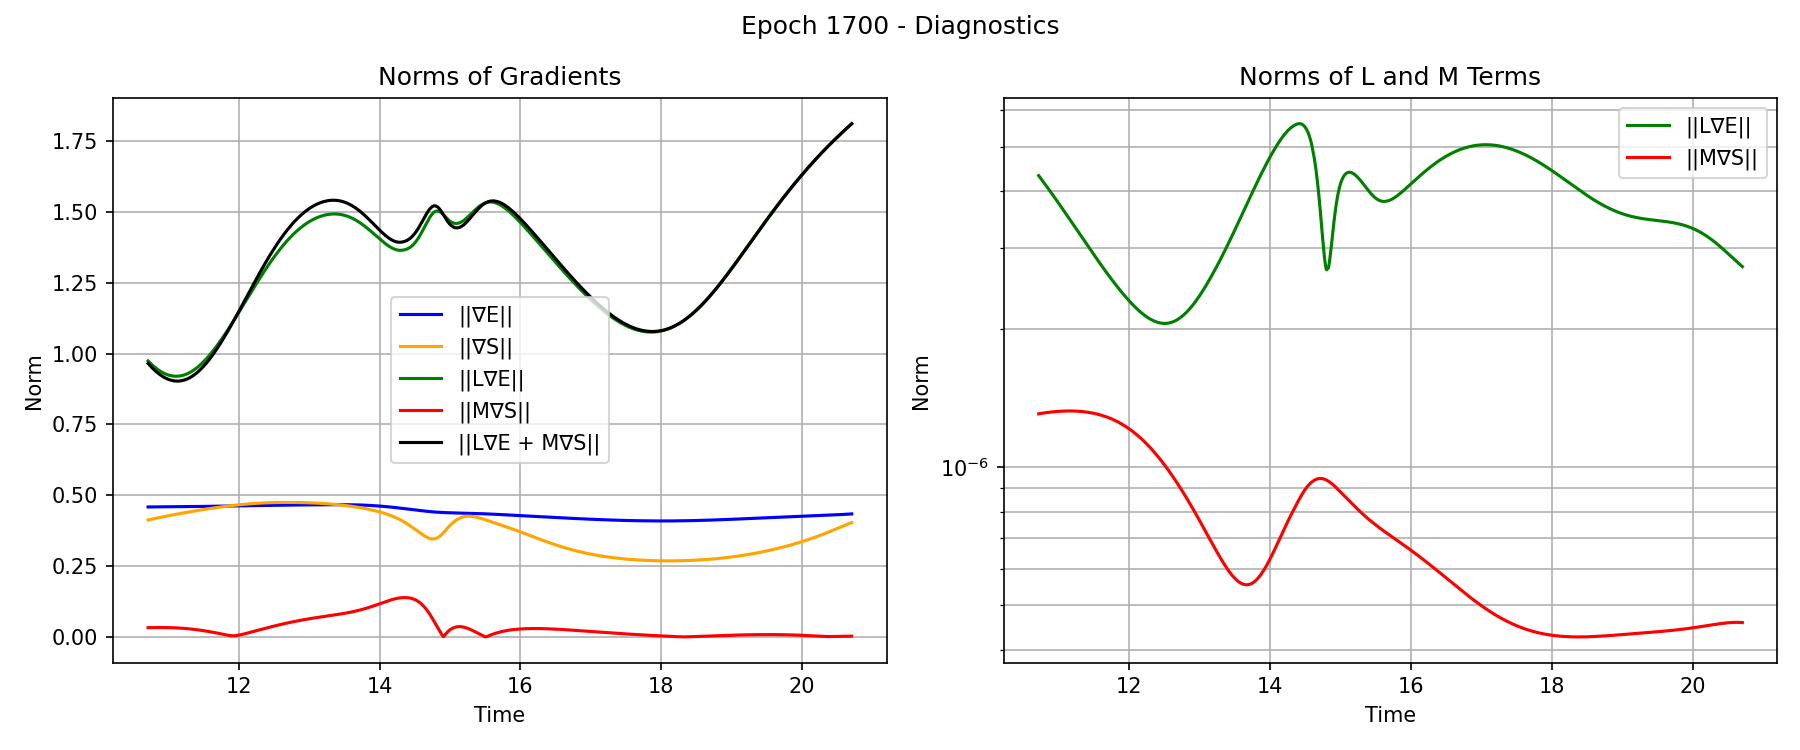 Epoch 1700 - Diagnostics
Norms of Gradients
Norm
1.75
1.50
1.25
1.00
0.75
0.50
0.25
0.00
||∇E||
||∇S||
||L∇E||
||M∇S||
||L∇E + M∇S||
12 14 16 18 20
Time
Norms of L and M Terms
Norm
10⁻⁶
||L∇E||
||M∇S||
12 14 16 18 20
Time